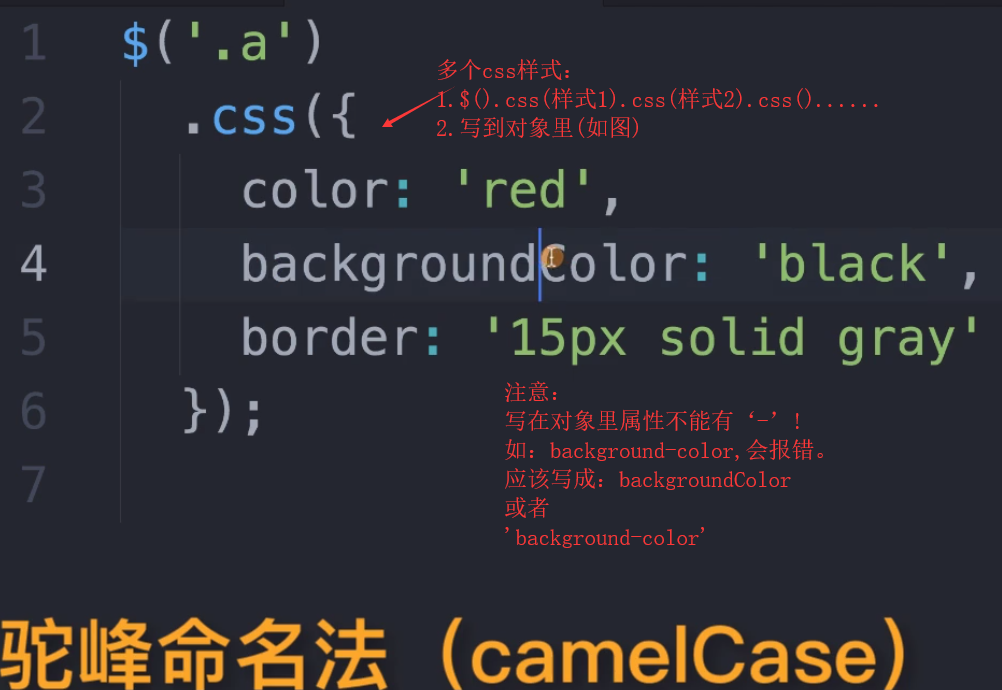 1 $('.a')
多个css样式：
1.$().css(样式1).css(样式2).css()......
2 .css({
2.写到对象里(如图)
3 color: 'red',
4 backgroundColor: 'black',
5 border: '15px solid gray'
6 });
注意：
写在对象里属性不能有‘-’！
如：background-color,会报错。
7
应该写成：backgroundColor
或者
'background-color'
驼峰命名法（camelCase）